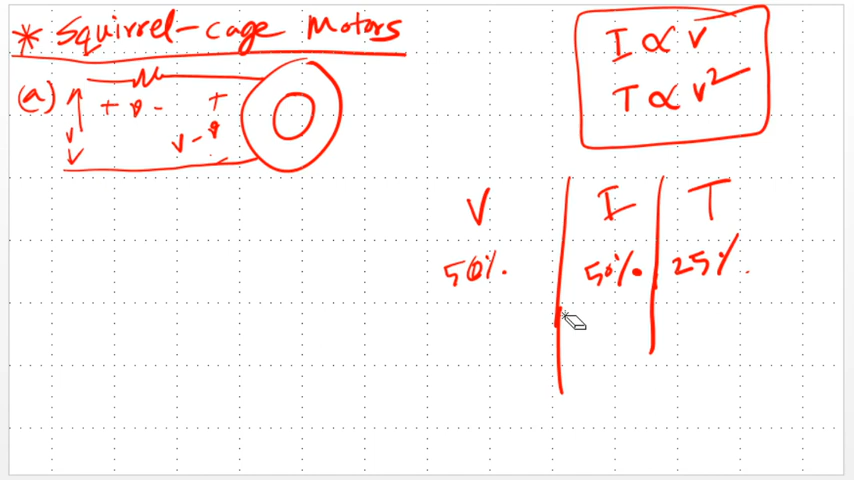 * Squirrel-cage Motors
I ∝ v
T ∝ v²
(a)
+ v - +
v v -
V I T
50% 50% 25%